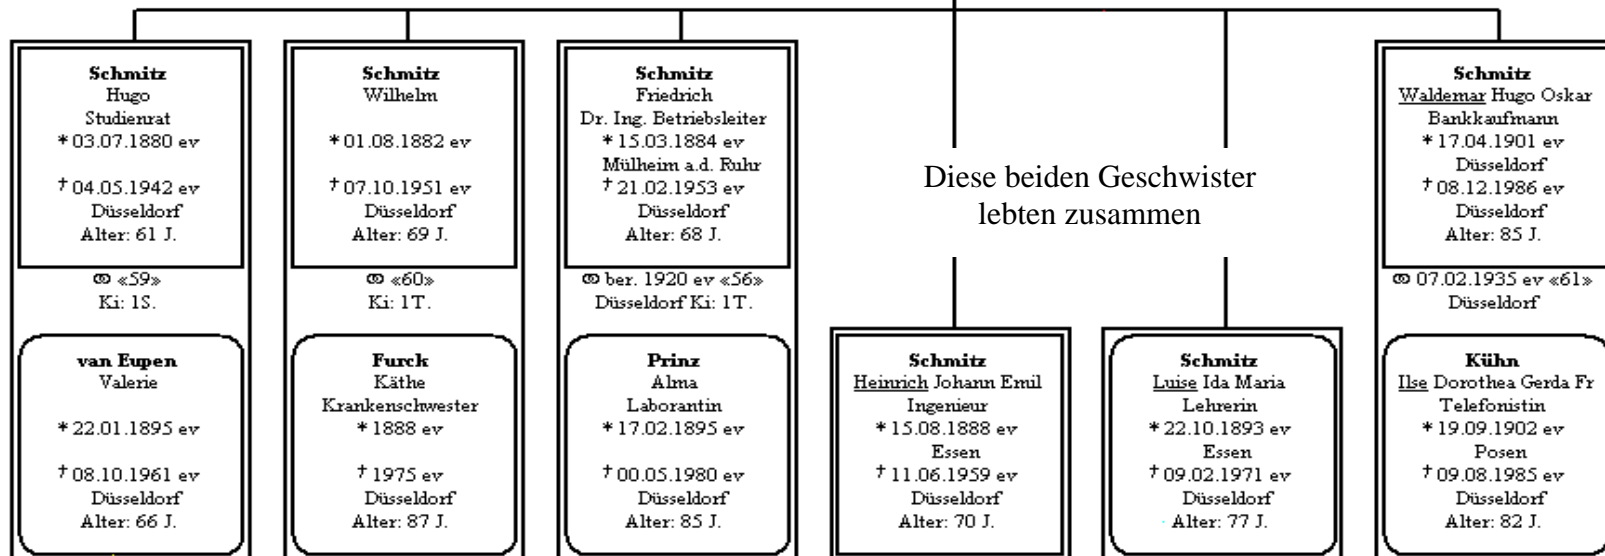 Schmitz
Hugo
Studienrat
* 03.07.1880 ev
† 04.05.1942 ev
Düsseldorf
Alter: 61 J.
⚭ «59»
Ki: 1S.
van Eupen
Valerie
* 22.01.1895 ev
† 08.10.1961 ev
Düsseldorf
Alter: 66 J.
Schmitz
Wilhelm
* 01.08.1882 ev
† 07.10.1951 ev
Düsseldorf
Alter: 69 J.
⚭ «60»
Ki: 1T.
Furck
Käthe
Krankenschwester
* 1888 ev
† 1975 ev
Düsseldorf
Alter: 87 J.
Schmitz
Friedrich
Dr. Ing. Betriebsleiter
* 15.03.1884 ev
Mülheim a.d. Ruhr
† 21.02.1953 ev
Düsseldorf
Alter: 68 J.
⚭ ber. 1920 ev «56»
Düsseldorf Ki: 1T.
Prinz
Alma
Laborantin
* 17.02.1895 ev
† 00.05.1980 ev
Düsseldorf
Alter: 85 J.
Diese beiden Geschwister
lebten zusammen
Schmitz
Heinrich Johann Emil
Ingenieur
* 15.08.1888 ev
Essen
† 11.06.1959 ev
Düsseldorf
Alter: 70 J.
Schmitz
Luise Ida Maria
Lehrerin
* 22.10.1893 ev
Essen
† 09.02.1971 ev
Düsseldorf
Alter: 77 J.
Schmitz
Waldemar Hugo Oskar
Bankkaufmann
* 17.04.1901 ev
Düsseldorf
† 08.12.1986 ev
Düsseldorf
Alter: 85 J.
⚭ 07.02.1935 ev «61»
Düsseldorf
Kühn
Ilse Dorothea Gerda Fr
Telefonistin
* 19.09.1902 ev
Posen
† 09.08.1985 ev
Düsseldorf
Alter: 82 J.